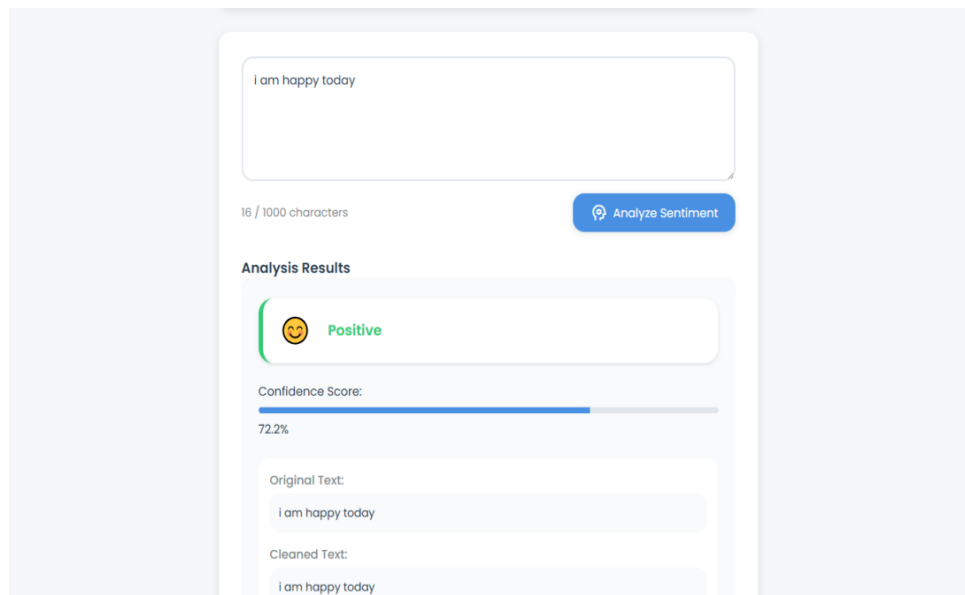 i am happy today
16 / 1000 characters
Analyze Sentiment
Analysis Results
Positive
Confidence Score:
72.2%
Original Text:
i am happy today
Cleaned Text:
i am happy today